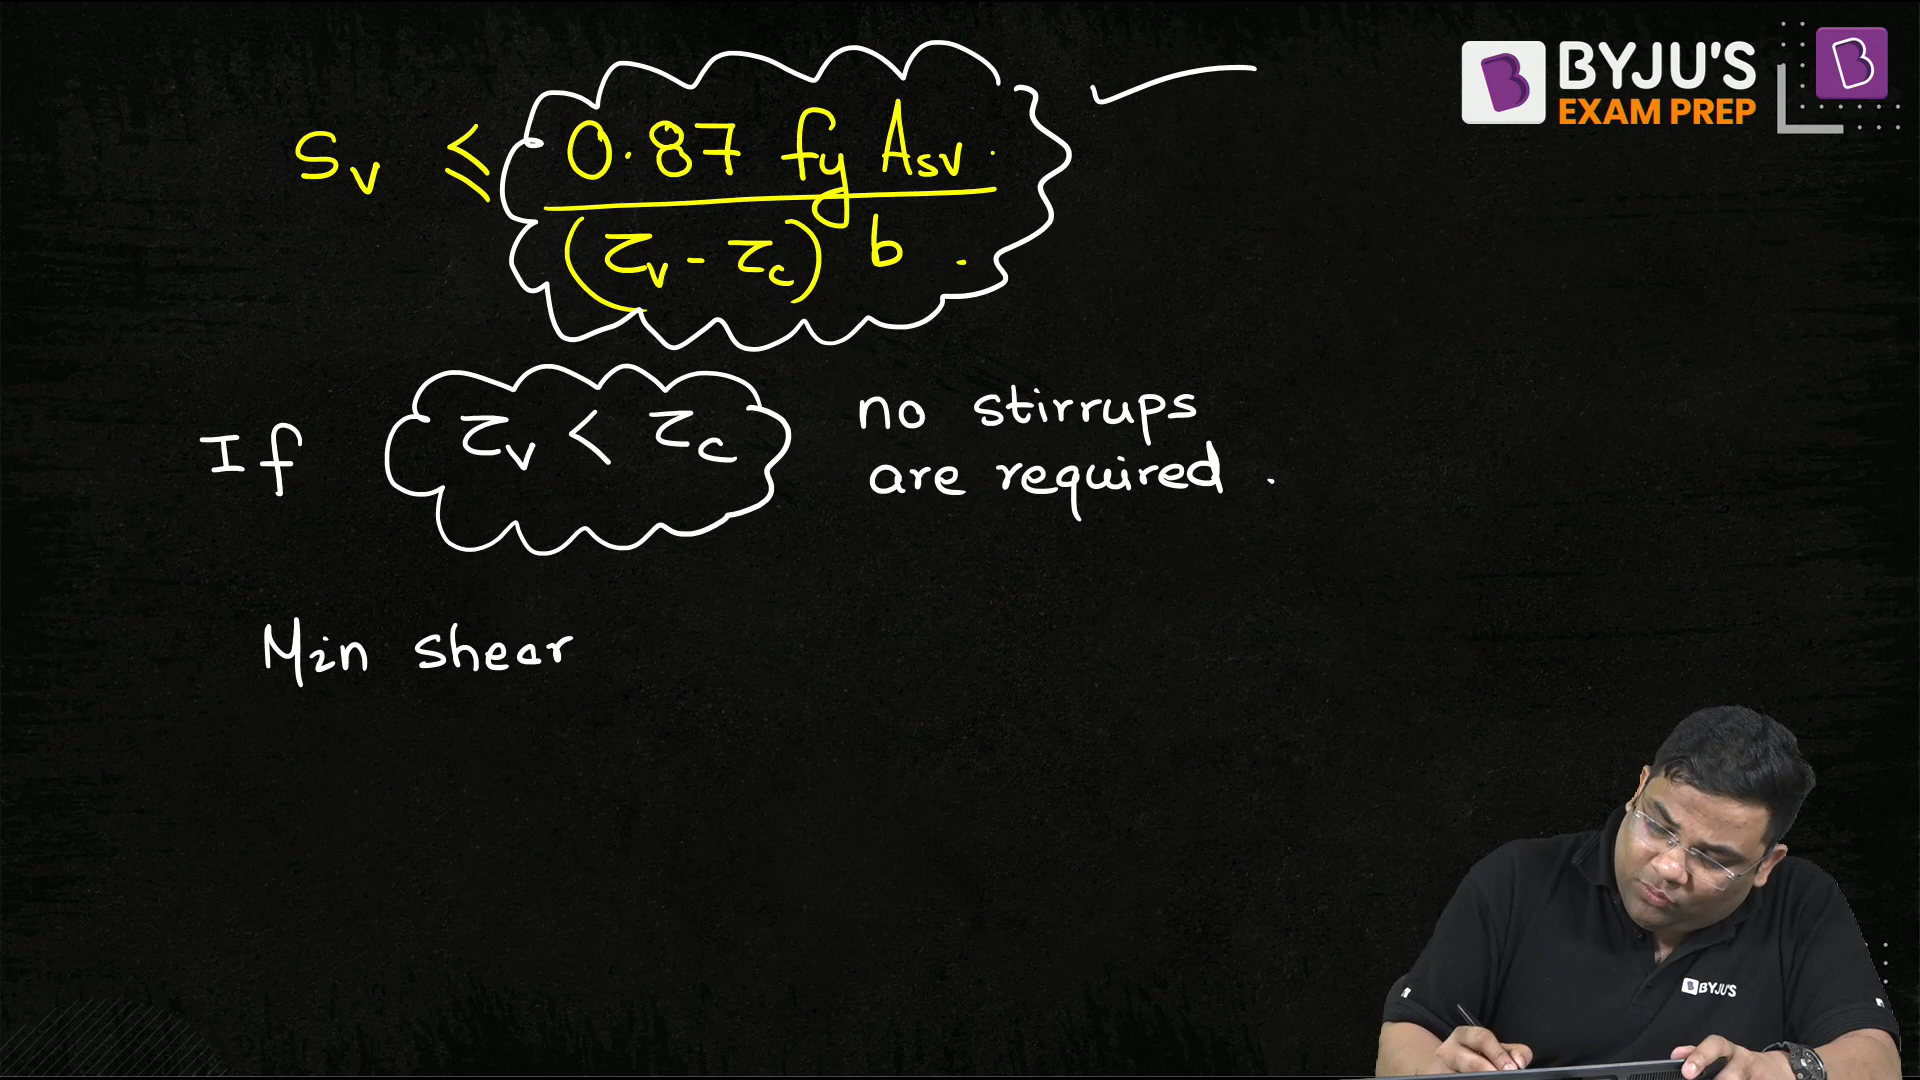 BYJU'S
EXAM PREP
Sv ≤ 0.87 fy Asv
(τv - τc) b
If τv < τc no stirrups
are required.
Min shear
BYJU'S